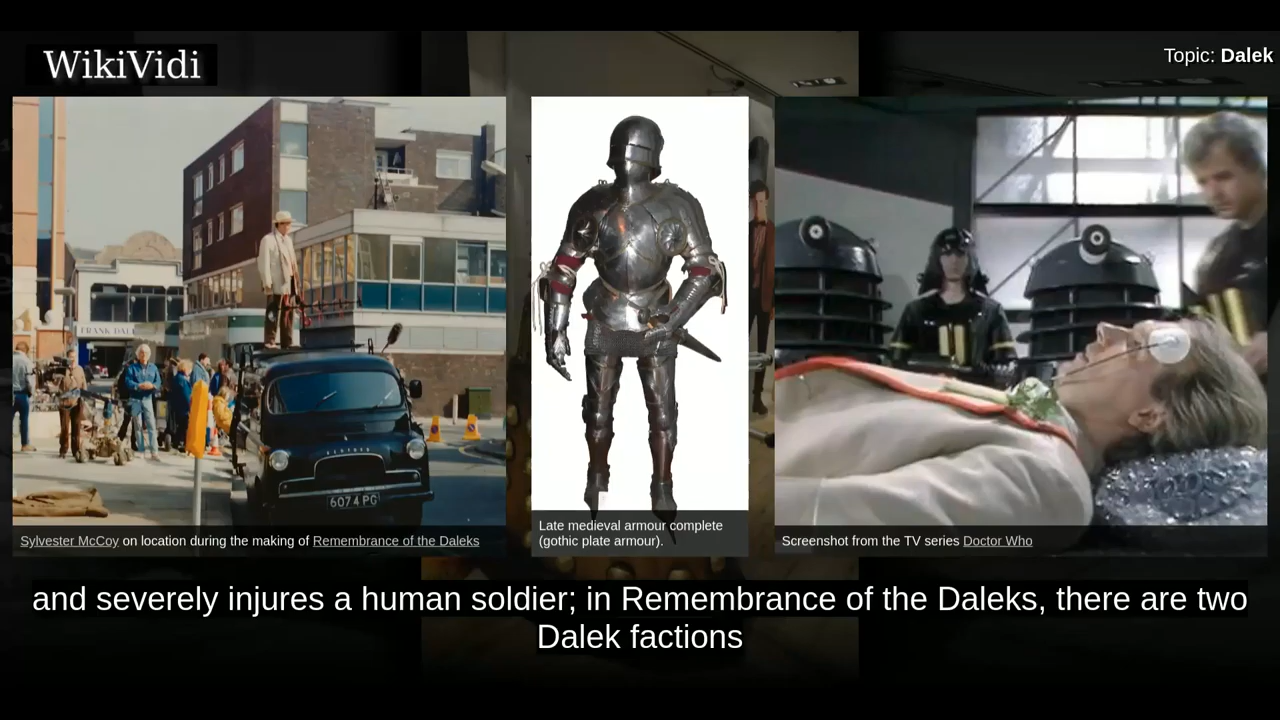 WikiVidi
Topic: Dalek
FRANK DAL
BEDFORD
6074 PG
Sylvester McCoy on location during the making of Remembrance of the Daleks
Late medieval armour complete
(gothic plate armour).
Screenshot from the TV series Doctor Who
and severely injures a human soldier; in Remembrance of the Daleks, there are two
Dalek factions